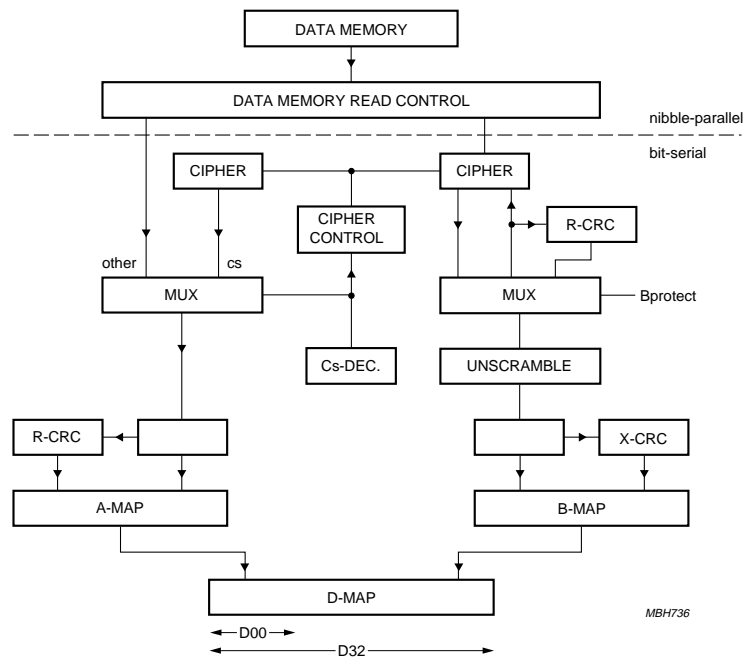 DATA MEMORY
DATA MEMORY READ CONTROL
nibble-parallel
bit-serial
CIPHER
CIPHER
CIPHER
CONTROL
R-CRC
other
cs
MUX
MUX
Bprotect
Cs-DEC.
UNSCRAMBLE
R-CRC
X-CRC
A-MAP
B-MAP
D-MAP
MBH736
D00
D32